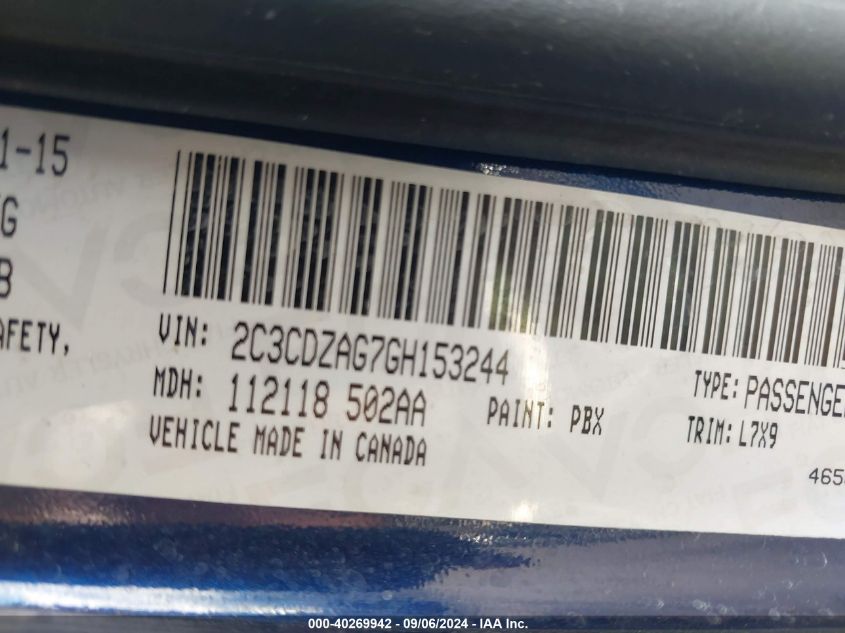 1-15
G
B
AFETY,
VIN: 2C3CDZAG7GH153244
MDH: 112118 502AA
PAINT: PBX
VEHICLE MADE IN CANADA
TYPE: PASSENGE
TRIM: L7X9
465
000-40269942 - 09/06/2024 - IAA Inc.